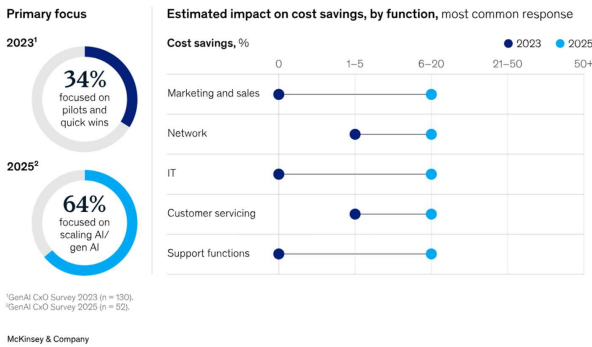 Primary focus
2023¹
34%
focused on
pilots and
quick wins
2025²
64%
focused on
scaling AI/
gen AI
Estimated impact on cost savings, by function, most common response
Cost savings, %
2023
2025
0
1–5
6–20
21–50
50+
Marketing and sales
Network
IT
Customer servicing
Support functions
¹GenAI CxO Survey 2023 (n = 130).
²GenAI CxO Survey 2025 (n = 52).
McKinsey & Company